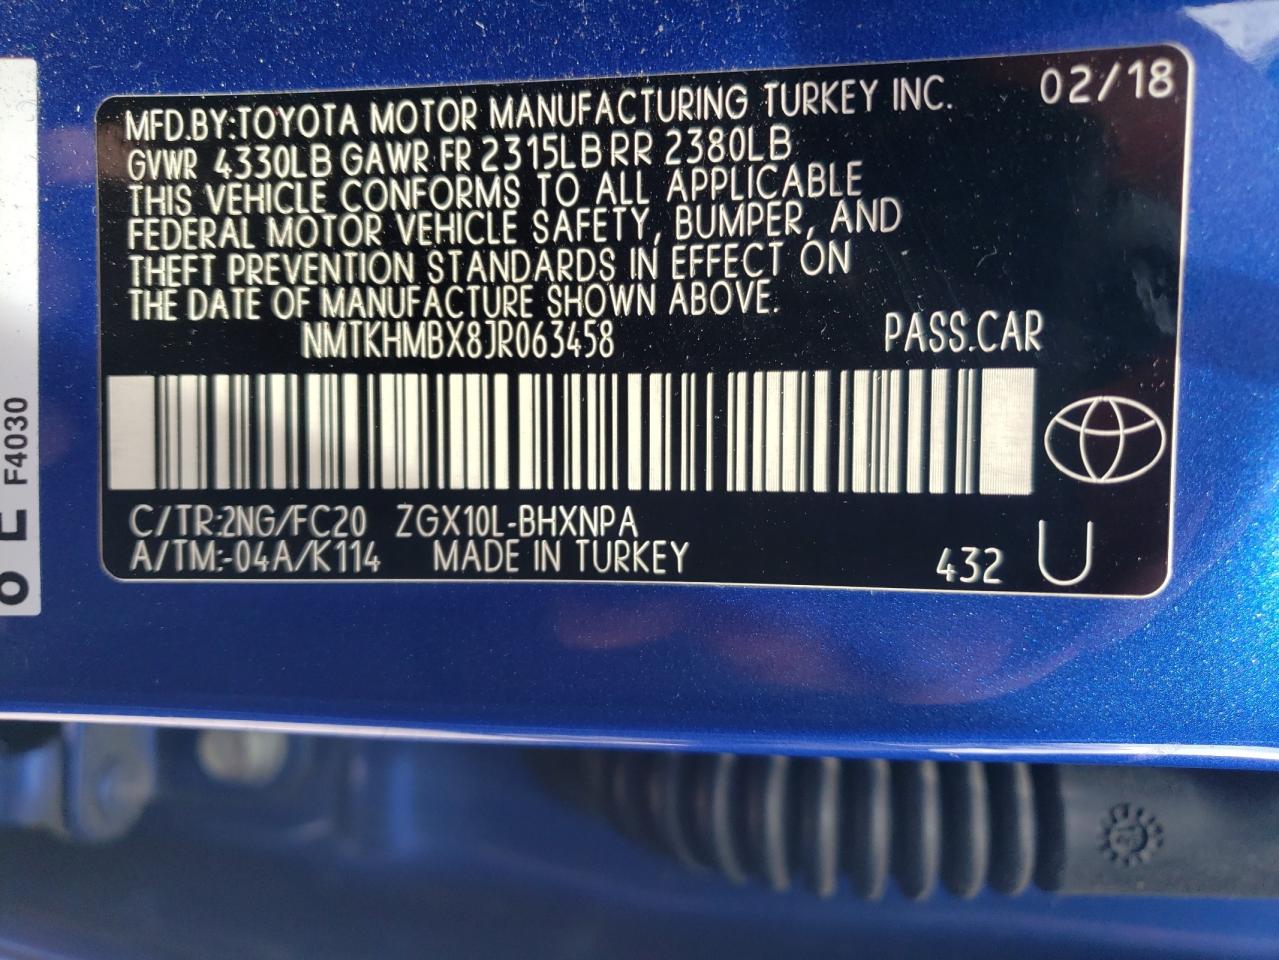 MFD.BY:TOYOTA MOTOR MANUFACTURING TURKEY INC. 02/18
GVWR 4330LB GAWR FR 2315LB RR 2380LB
THIS VEHICLE CONFORMS TO ALL APPLICABLE
FEDERAL MOTOR VEHICLE SAFETY, BUMPER, AND
THEFT PREVENTION STANDARDS IN EFFECT ON
THE DATE OF MANUFACTURE SHOWN ABOVE.
NMTKHMBX8JR063458 PASS.CAR
C/TR:2NG/FC20 ZGX10L-BHXNPA
A/TM:-04A/K114 MADE IN TURKEY 432 U
F4030